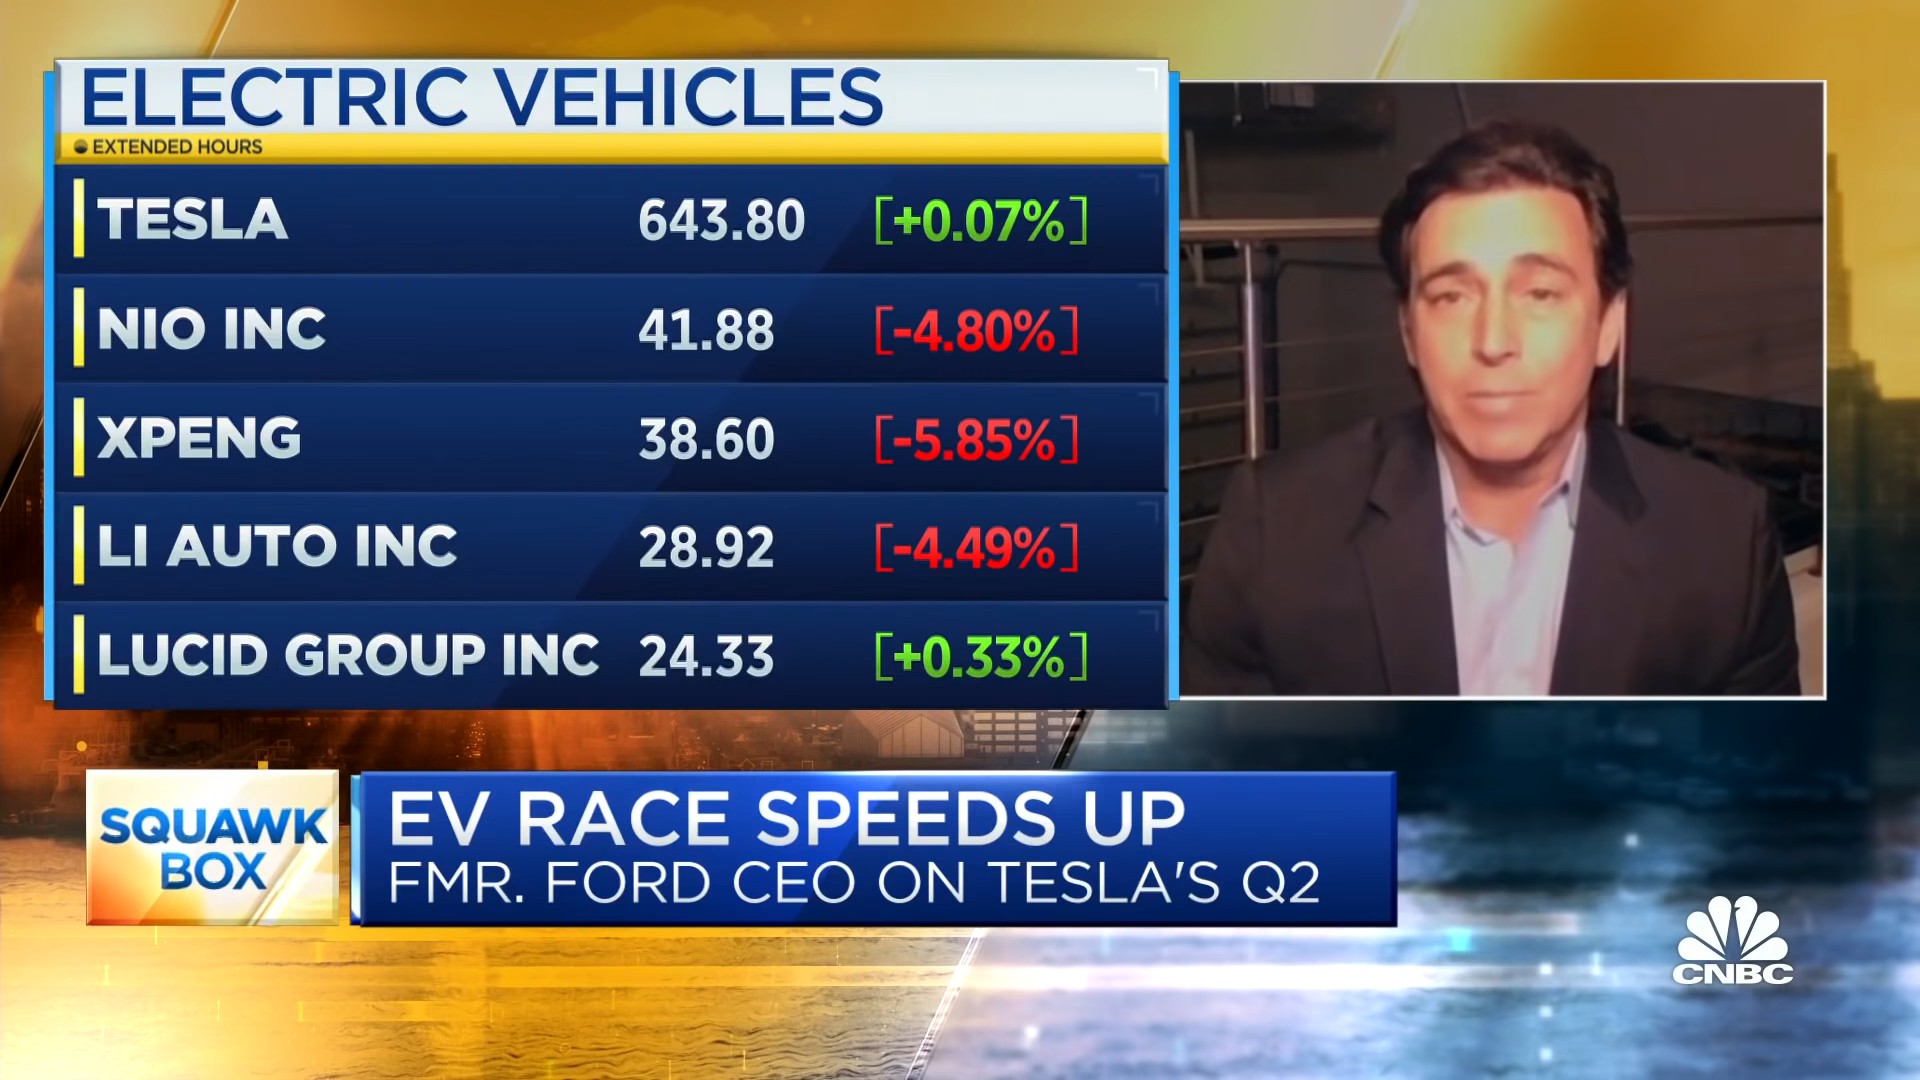 ELECTRIC VEHICLES
EXTENDED HOURS
TESLA 643.80 [+0.07%]
NIO INC 41.88 [-4.80%]
XPENG 38.60 [-5.85%]
LI AUTO INC 28.92 [-4.49%]
LUCID GROUP INC 24.33 [+0.33%]
SQUAWK
BOX
EV RACE SPEEDS UP
FMR. FORD CEO ON TESLA'S Q2
CNBC